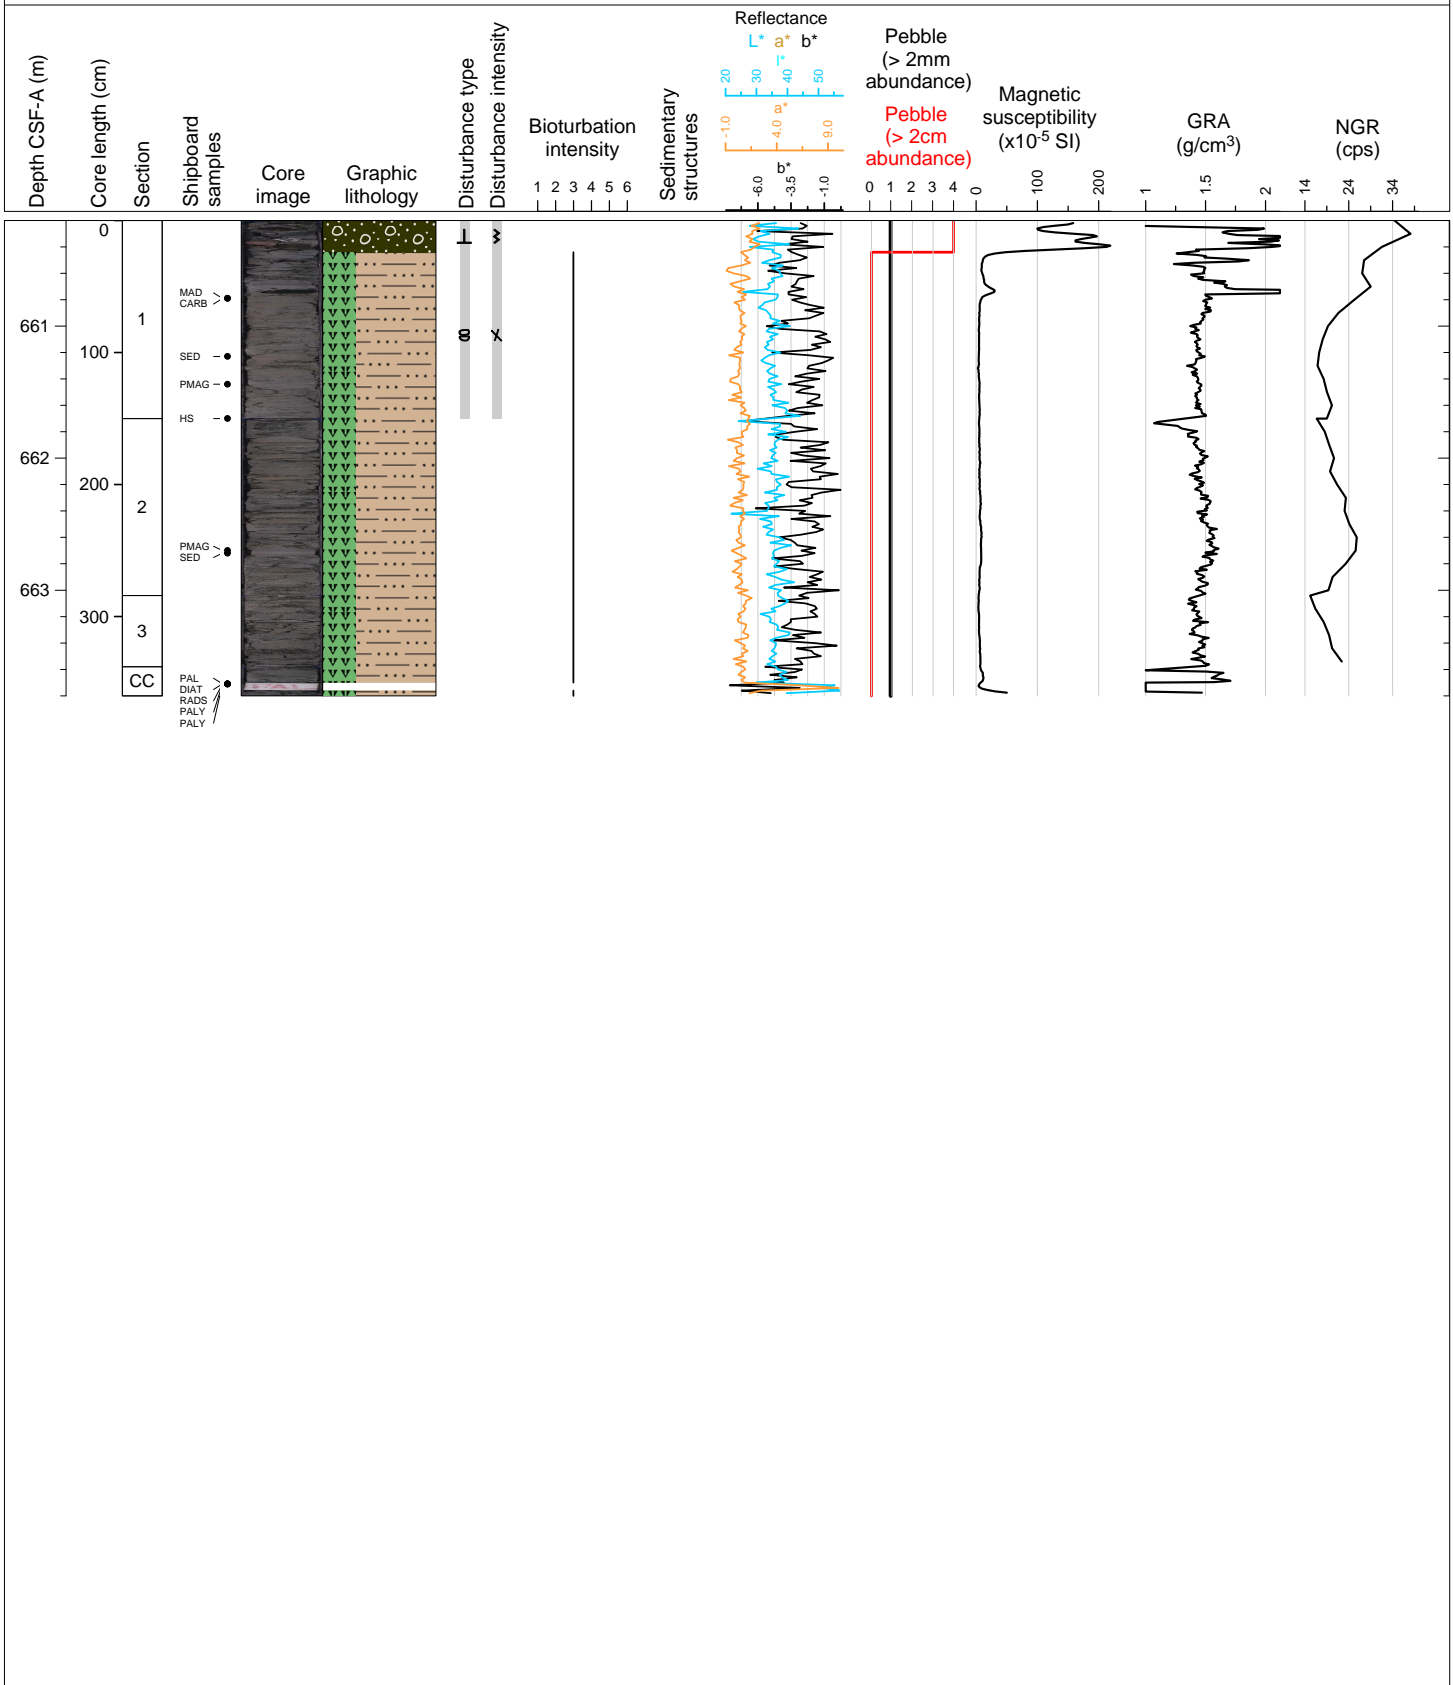 Depth CSF-A (m)
Core length (cm)
Section
Shipboard
samples
Core
image
Graphic
lithology
Disturbance type
Disturbance intensity
Bioturbation
intensity
1 2 3 4 5 6
Sedimentary
structures
Reflectance
L* a* b*
l*
20 30 40 50
a*
-1.0 4.0 9.0
b*
-6.0 -3.5 -1.0
Pebble
(> 2mm
abundance)
Pebble
(> 2cm
abundance)
0 1 2 3 4
Magnetic
susceptibility
(x10-5 SI)
0 100 200
GRA
(g/cm3)
1 1.5 2
NGR
(cps)
14 24 34
0
MAD
CARB
661
1
100
SED
PMAG
HS
662
200
2
PMAG
SED
663
300
3
CC
PAL
DIAT
RADS
PALY
PALY